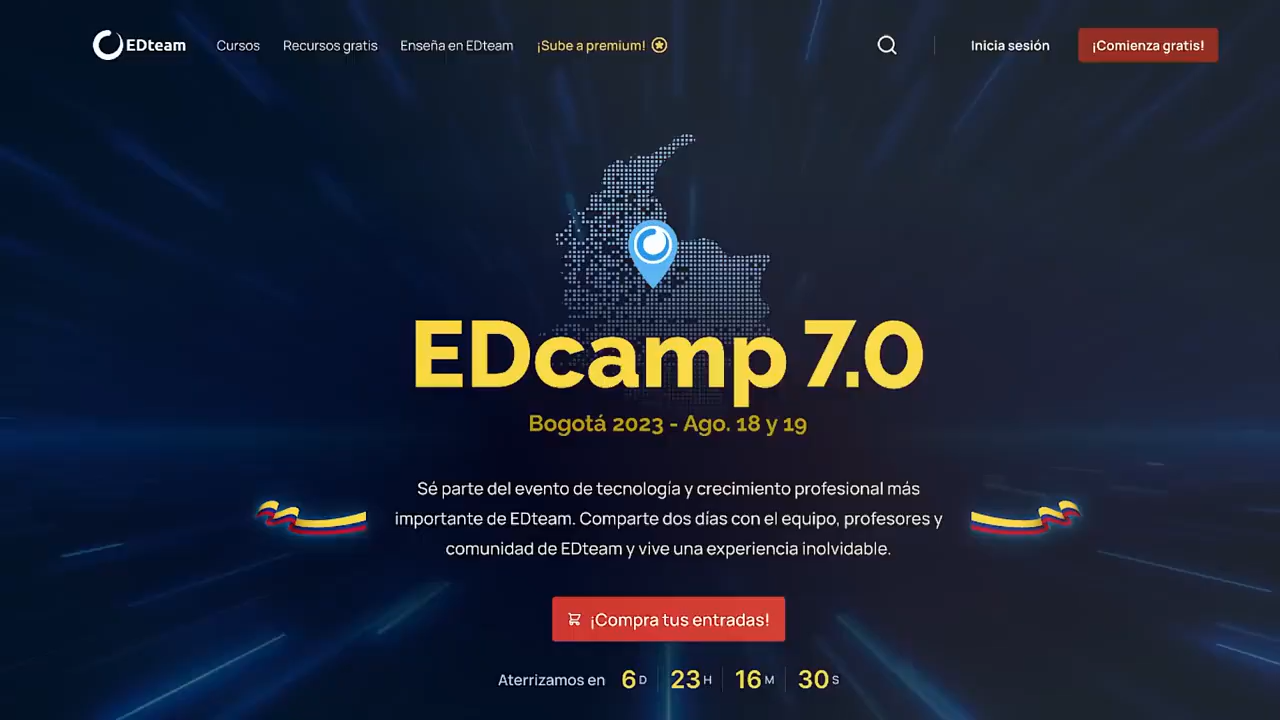 EDteam Cursos Recursos gratis Enseña en EDteam ¡Sube a premium! Inicia sesión ¡Comienza gratis!
EDcamp 7.0
Bogotá 2023 - Ago. 18 y 19
Sé parte del evento de tecnología y crecimiento profesional más
importante de EDteam. Comparte dos días con el equipo, profesores y
comunidad de EDteam y vive una experiencia inolvidable.
¡Compra tus entradas!
Aterrizamos en 6 D 23 H 16 M 30 S